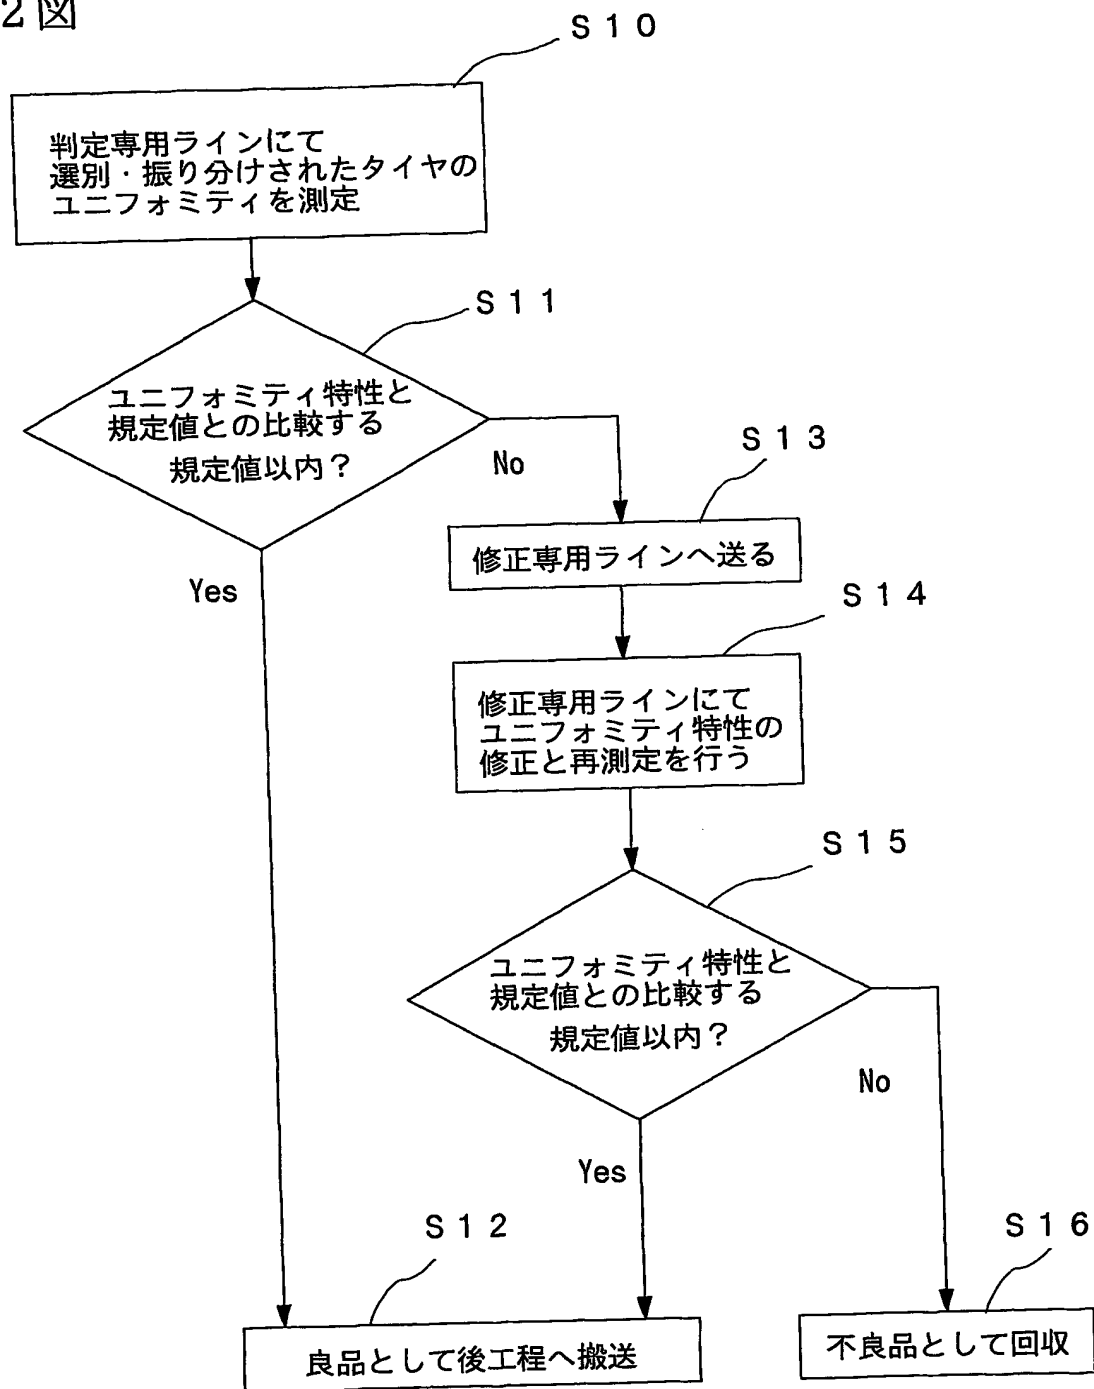 2図
S10
判定専用ラインにて
選別・振り分けされたタイヤの
ユニフォミティを測定
S11
ユニフォミティ特性と
規定値との比較する
規定値以内？
No
Yes
S13
修正専用ラインへ送る
S14
修正専用ラインにて
ユニフォミティ特性の
修正と再測定を行う
S15
ユニフォミティ特性と
規定値との比較する
規定値以内？
No
Yes
S12
良品として後工程へ搬送
S16
不良品として回収